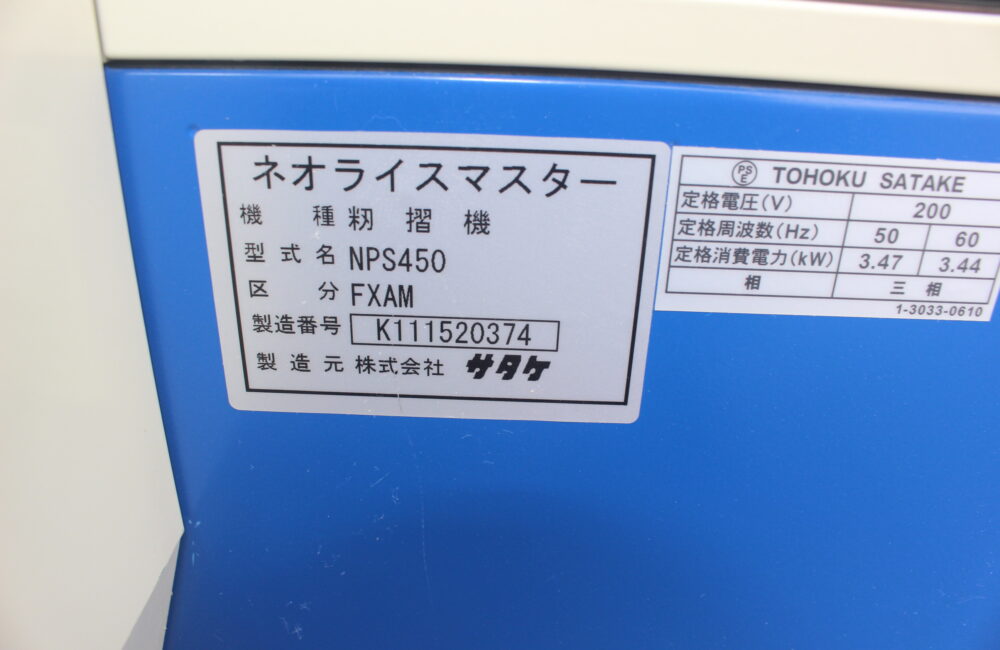 ネオライスマスター
機種 籾摺機
型式名 NPS450
区分 FXAM
製造番号 K111520374
製造元 株式会社 サタケ
PSE TOHOKU SATAKE
定格電圧(V) 200
定格周波数(Hz) 50 60
定格消費電力(kW) 3.47 3.44
相 三相
1-3033-0610